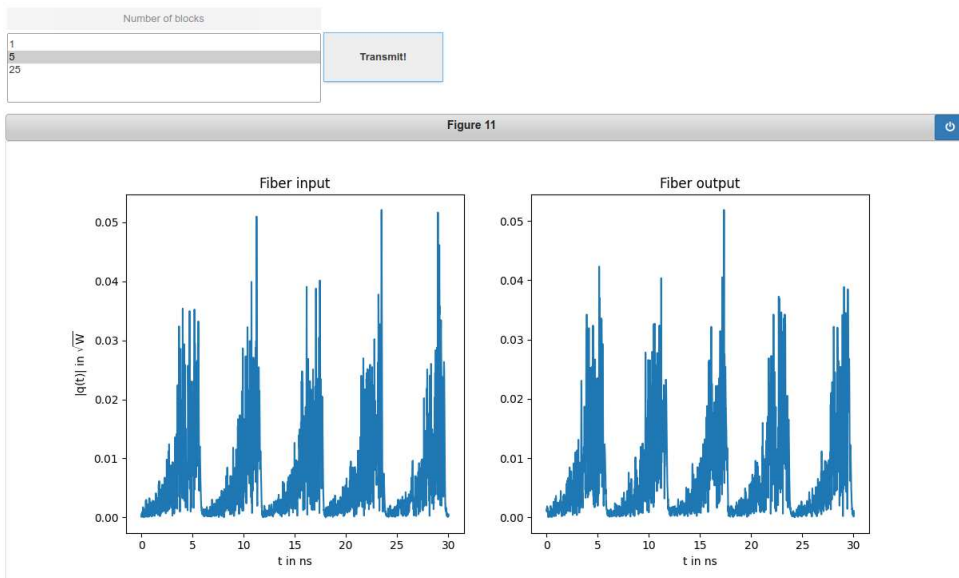 Number of blocks
1
5
25
Transmit!
Figure 11
Fiber input
0.05
0.04
0.03
0.02
0.01
0.00
|q(t)| in √W
0 5 10 15 20 25 30
t in ns
Fiber output
0.05
0.04
0.03
0.02
0.01
0.00
0 5 10 15 20 25 30
t in ns